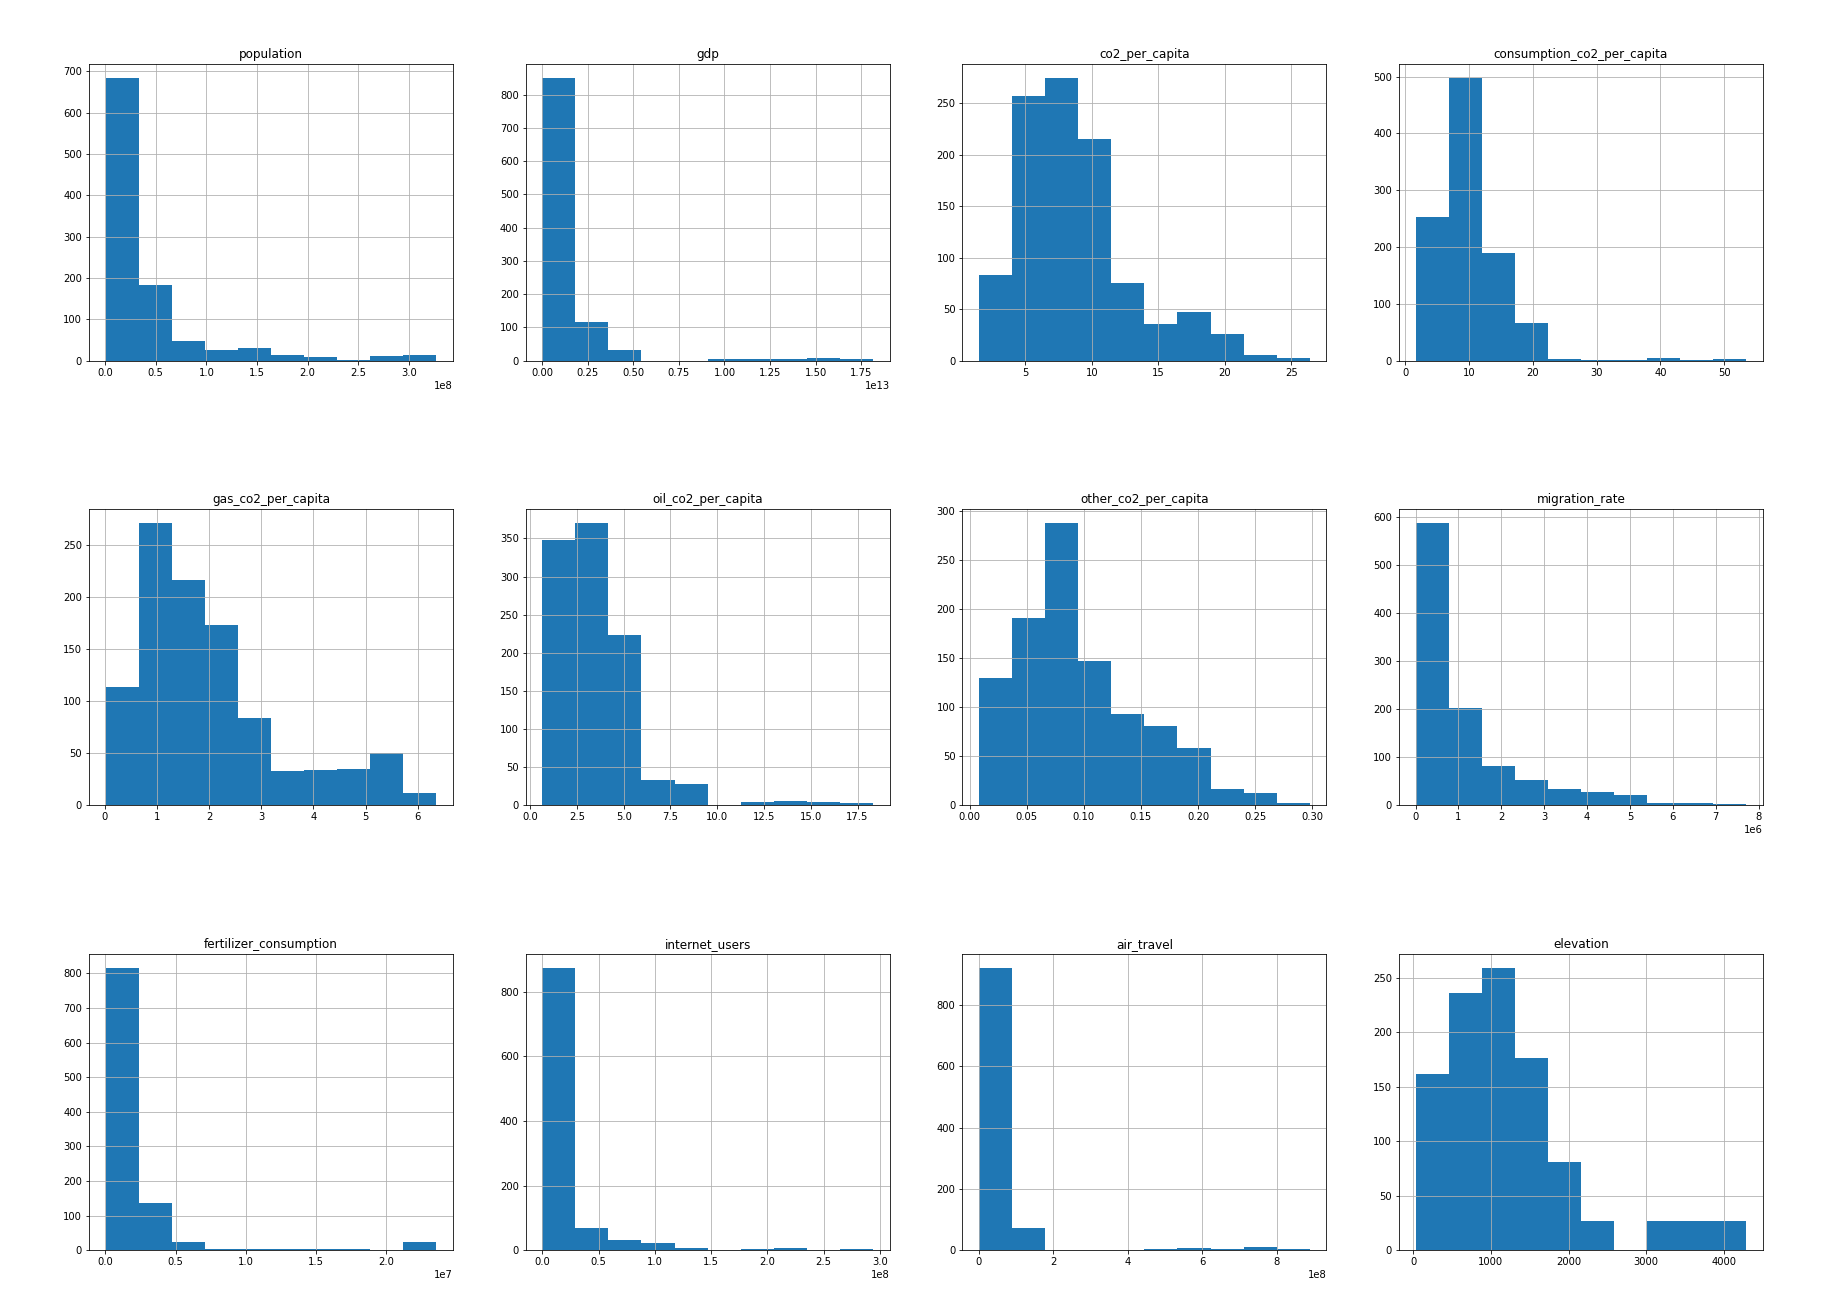 population
700
600
500
400
300
200
100
0
0.0 0.5 1.0 1.5 2.0 2.5 3.0
1e8
gdp
800
700
600
500
400
300
200
100
0
0.00 0.25 0.50 0.75 1.00 1.25 1.50 1.75
1e13
co2_per_capita
250
200
150
100
50
0
5 10 15 20 25
consumption_co2_per_capita
500
400
300
200
100
0
0 10 20 30 40 50
gas_co2_per_capita
250
200
150
100
50
0
0 1 2 3 4 5 6
oil_co2_per_capita
350
300
250
200
150
100
50
0
0.0 2.5 5.0 7.5 10.0 12.5 15.0 17.5
other_co2_per_capita
300
250
200
150
100
50
0
0.00 0.05 0.10 0.15 0.20 0.25 0.30
migration_rate
600
500
400
300
200
100
0
0 1 2 3 4 5 6 7 8
1e6
fertilizer_consumption
800
700
600
500
400
300
200
100
0
0.0 0.5 1.0 1.5 2.0
1e7
internet_users
800
600
400
200
0
0.0 0.5 1.0 1.5 2.0 2.5 3.0
1e8
air_travel
800
600
400
200
0
0 2 4 6 8
1e8
elevation
250
200
150
100
50
0
0 1000 2000 3000 4000